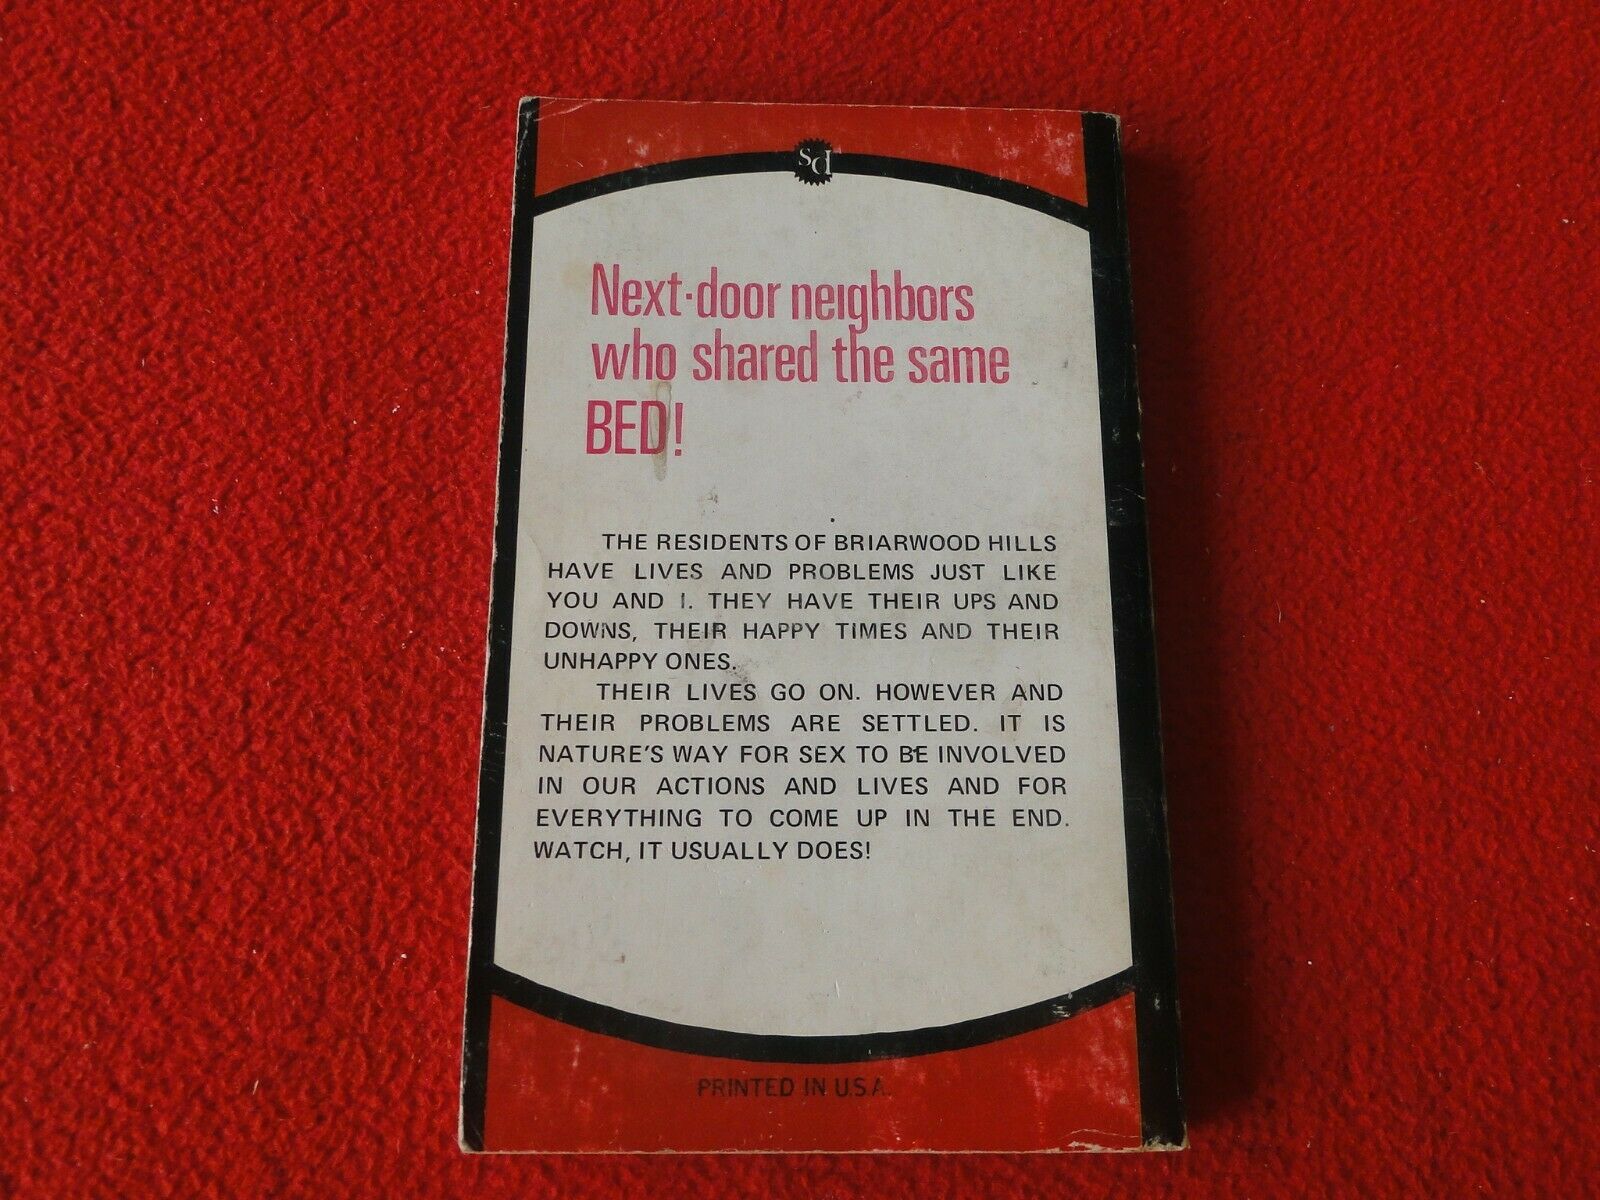 sd
Next-door neighbors
who shared the same
BED!
THE RESIDENTS OF BRIARWOOD HILLS
HAVE LIVES AND PROBLEMS JUST LIKE
YOU AND I. THEY HAVE THEIR UPS AND
DOWNS, THEIR HAPPY TIMES AND THEIR
UNHAPPY ONES.
THEIR LIVES GO ON. HOWEVER AND
THEIR PROBLEMS ARE SETTLED. IT IS
NATURE'S WAY FOR SEX TO BE INVOLVED
IN OUR ACTIONS AND LIVES AND FOR
EVERYTHING TO COME UP IN THE END.
WATCH, IT USUALLY DOES!
PRINTED IN U.S.A.